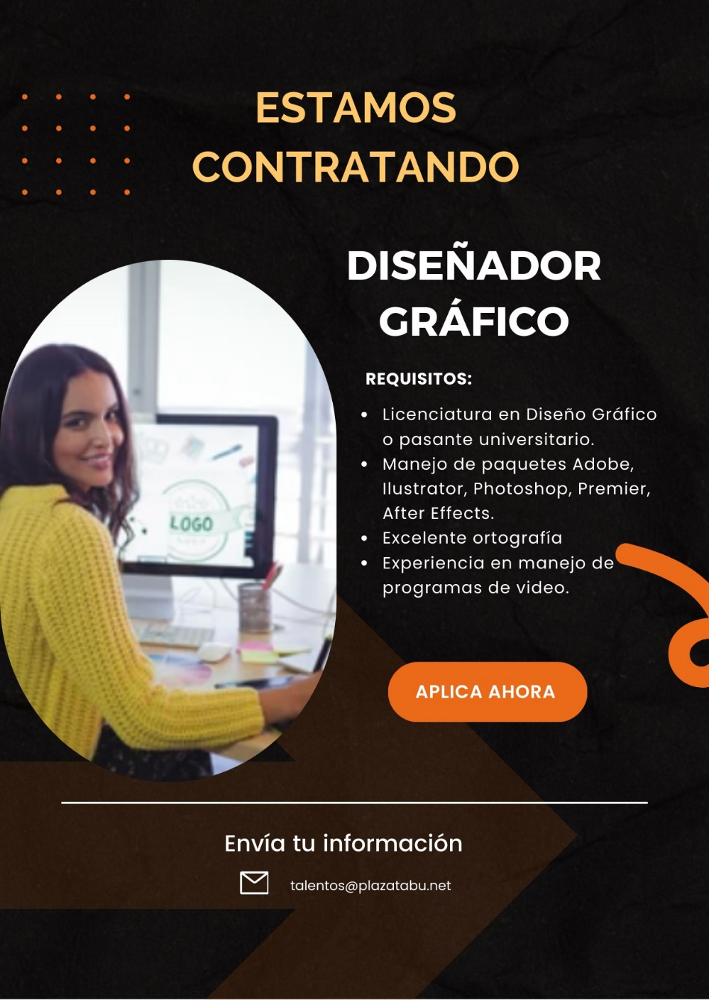 ESTAMOS
CONTRATANDO
DISEÑADOR
GRÁFICO
REQUISITOS:
• Licenciatura en Diseño Gráfico
o pasante universitario.
• Manejo de paquetes Adobe,
Ilustrator, Photoshop, Premier,
After Effects.
• Excelente ortografía
• Experiencia en manejo de
programas de video.
LOGO
APLICA AHORA
Envía tu información
talentos@plazatabu.net